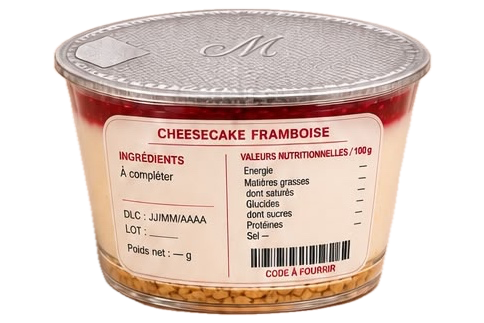 M
CHEESECAKE FRAMBOISE
INGRÉDIENTS
À compléter
DLC : JJ/MM/AAAA
LOT : _____
Poids net : — g
VALEURS NUTRITIONNELLES / 100 g
Energie —
Matières grasses —
dont saturés —
Glucides —
dont sucres —
Protéines —
Sel —
CODE À FOURRIR